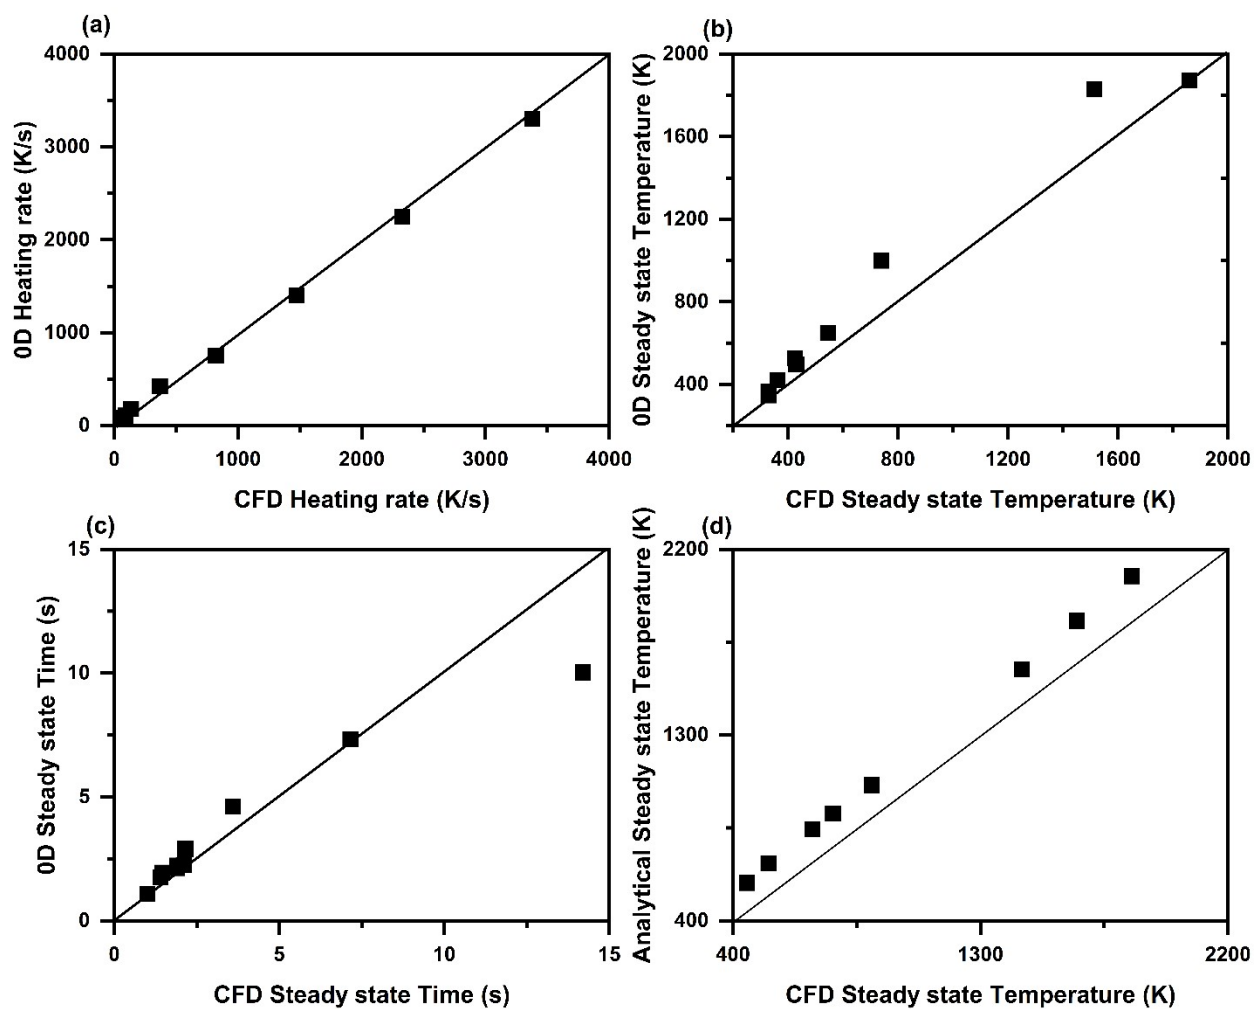 (a)
4000
3000
2000
1000
0
0D Heating rate (K/s)
0 1000 2000 3000 4000
CFD Heating rate (K/s)
(b)
2000
1600
1200
800
400
0D Steady state Temperature (K)
400 800 1200 1600 2000
CFD Steady state Temperature (K)
(c)
15
10
5
0
0D Steady state Time (s)
0 5 10 15
CFD Steady state Time (s)
(d)
2200
1300
400
Analytical Steady state Temperature (K)
400 1300 2200
CFD Steady state Temperature (K)